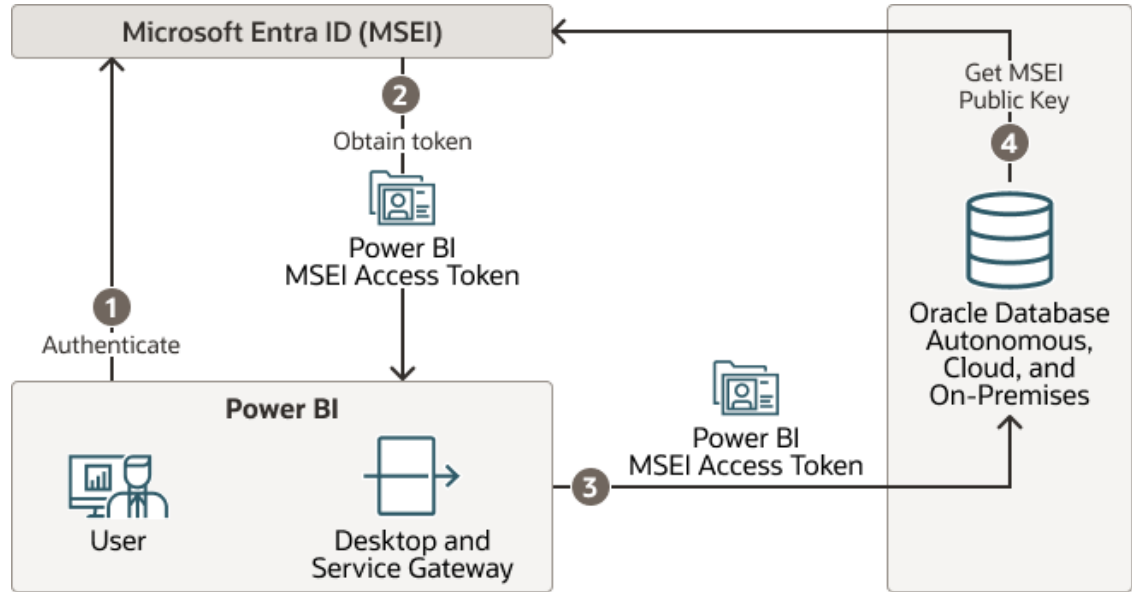 Microsoft Entra ID (MSEI)
2
Obtain token
Power BI
MSEI Access Token
1
Authenticate
Get MSEI
Public Key
4
Oracle Database
Autonomous,
Cloud, and
On-Premises
Power BI
User
Desktop and
Service Gateway
3
Power BI
MSEI Access Token